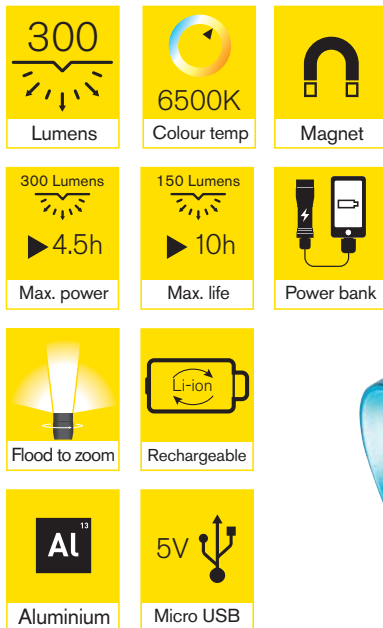 300
Lumens
6500K
Colour temp
Magnet
300 Lumens
4.5h
Max. power
150 Lumens
10h
Max. life
Power bank
Flood to zoom
Li-ion
Rechargeable
13
Al
Aluminium
5V
Micro USB